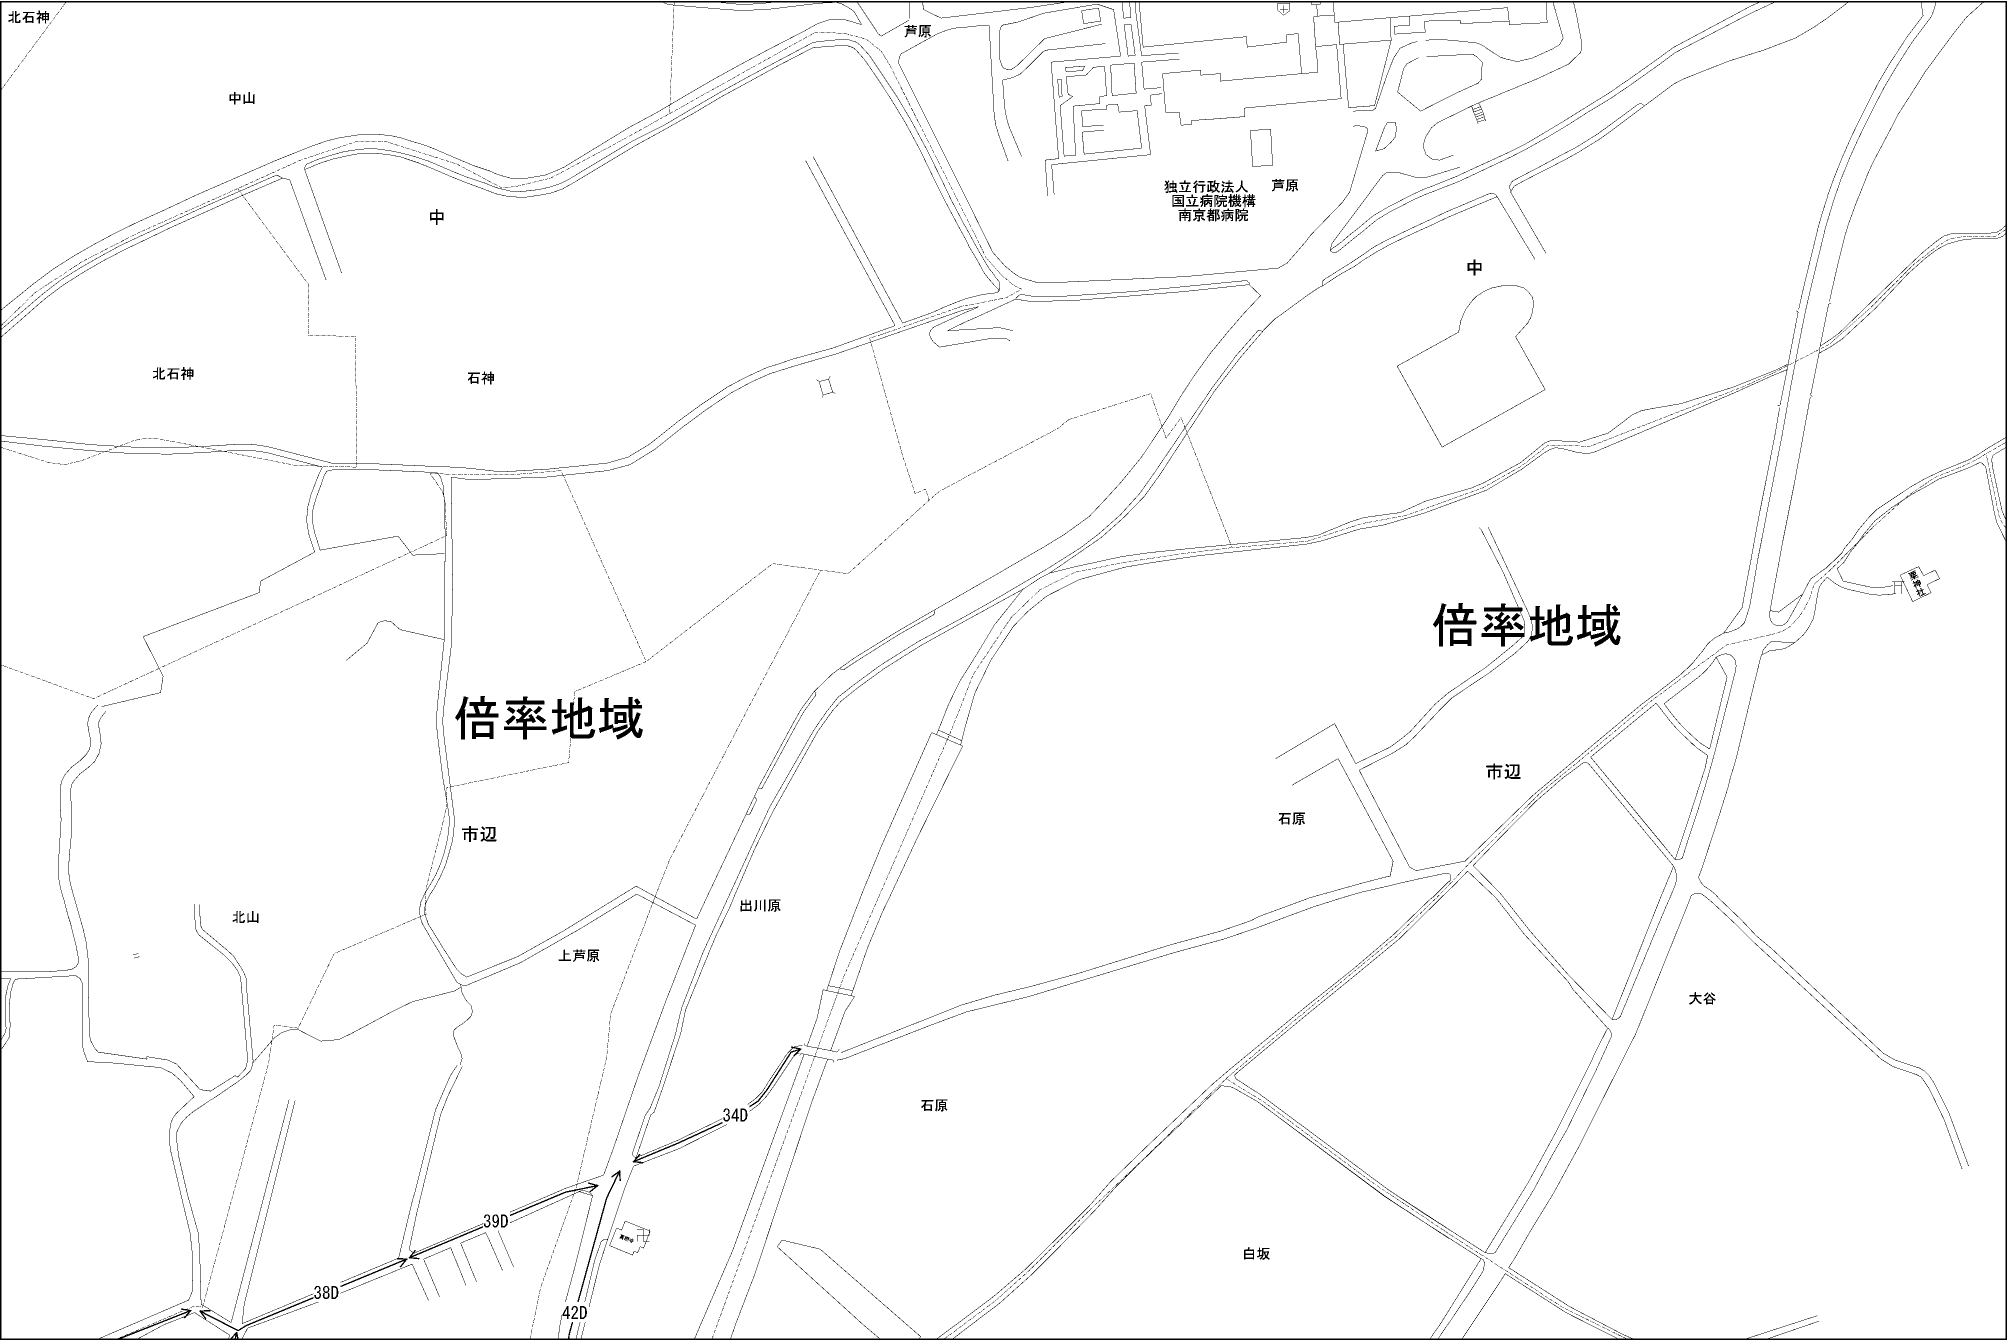 北石神
芦原
中山
独立行政法人
国立病院機構
南京都病院
芦原
中
中
北石神
石神
栗神社
倍率地域
倍率地域
市辺
石原
市辺
出川原
北山
上芦原
大谷
石原
34D
39D
白坂
38D
42D